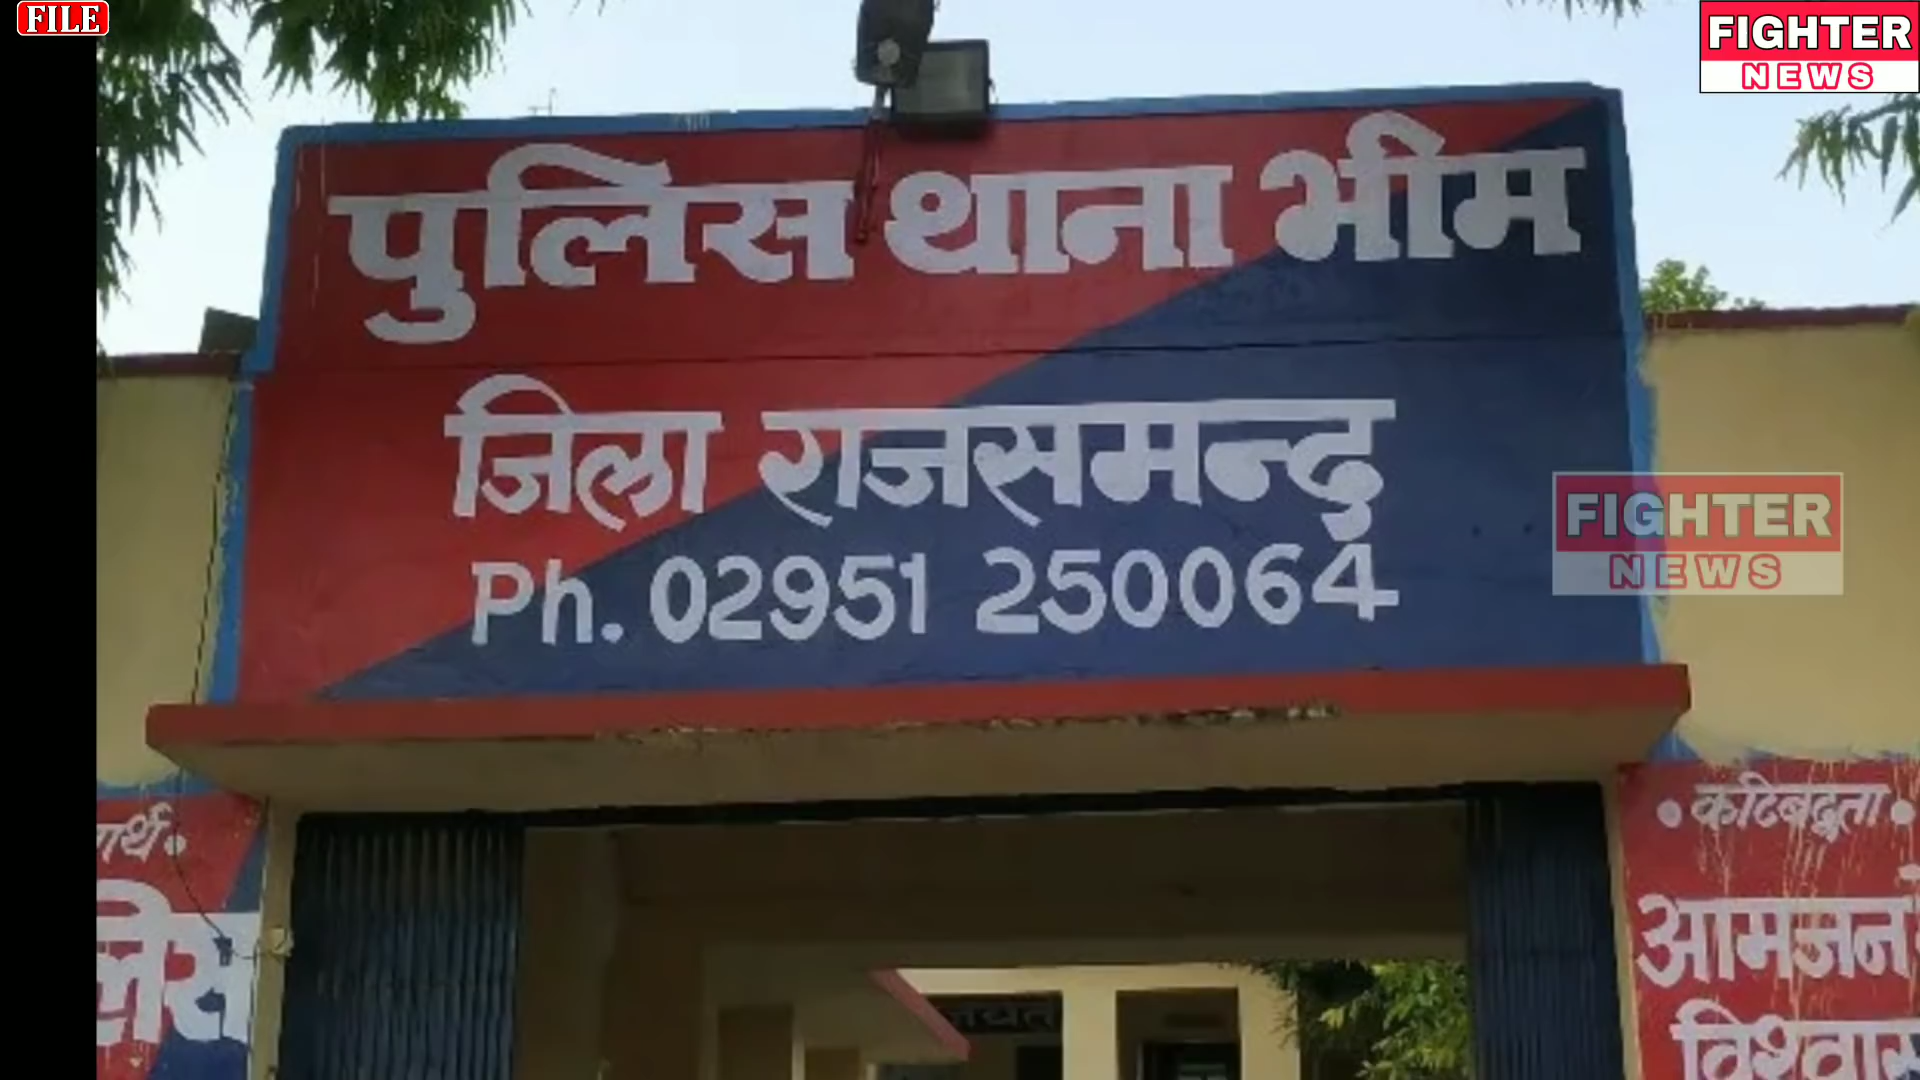 FILE
FIGHTER
NEWS
पुलिस थाना भीम
जिला राजसमन्द
Ph. 02951 250064
FIGHTER
NEWS
• कटिबद्धता •
आमजन
विश्वास